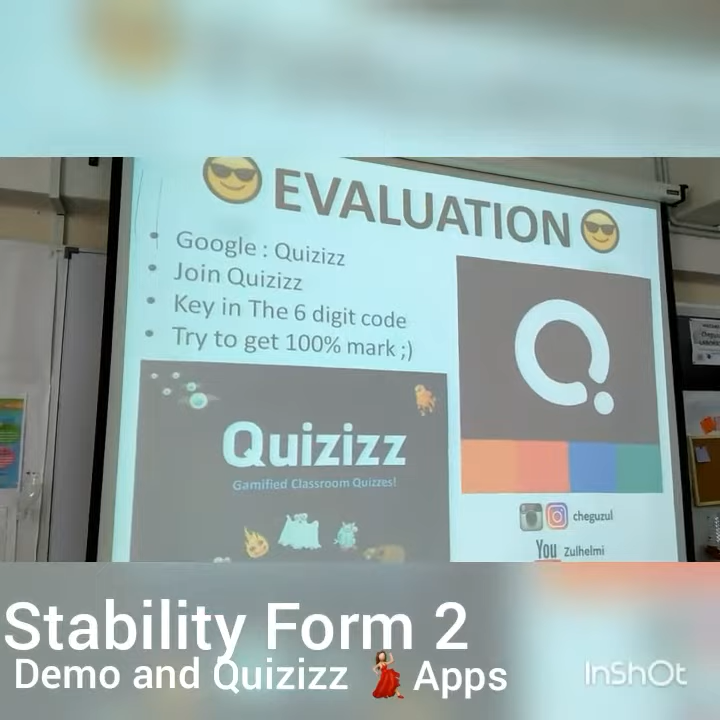 EVALUATION
• Google : Quizizz
• Join Quizizz
• Key in The 6 digit code
• Try to get 100% mark ;)
Quizizz
Gamified Classroom Quizzes!
cheguzul
You Zulhelmi
Stability Form 2
Demo and Quizizz 💃 Apps
InShOt